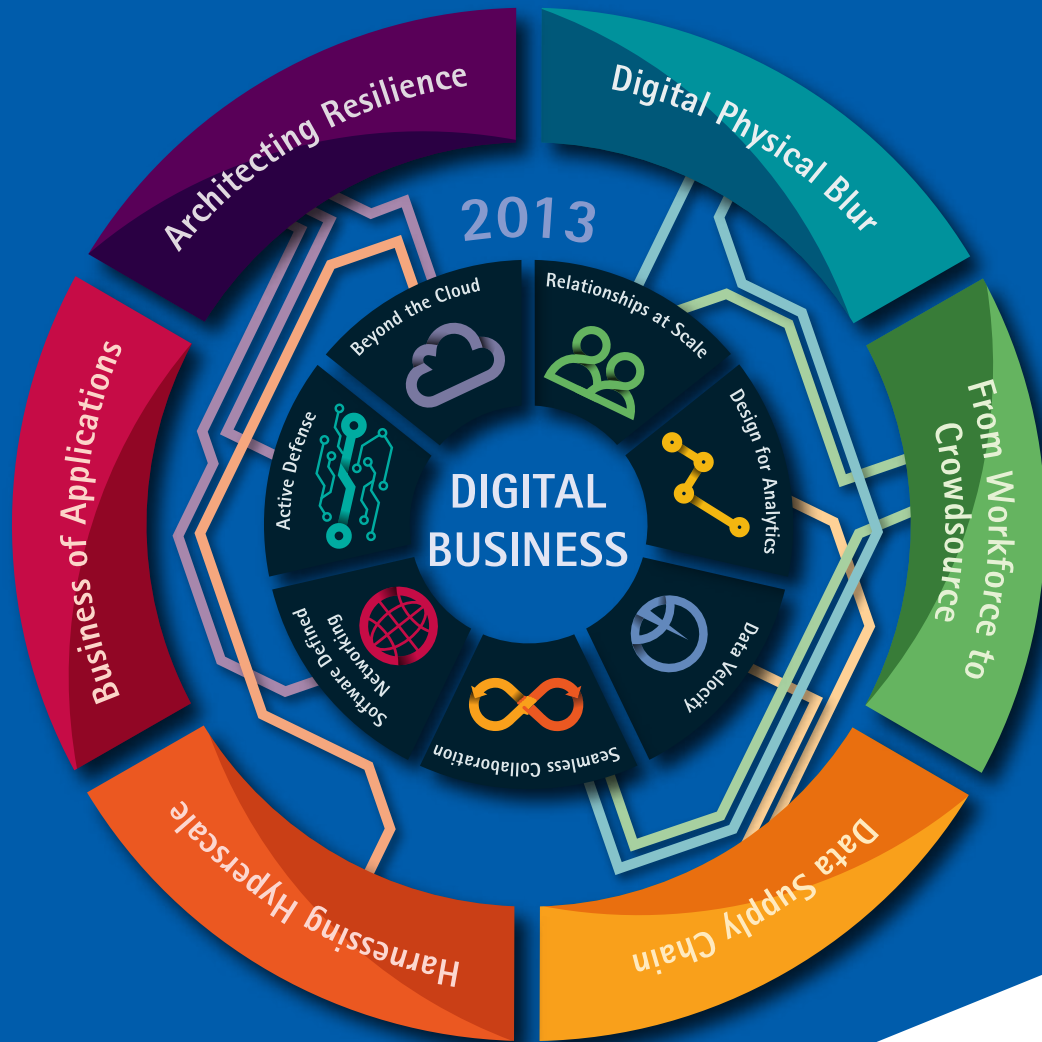 Architecting Resilience
Digital Physical Blur
From Workforce to
Crowdsource
Data Supply Chain
Harnessing Hyperscale
Business of Applications
2013
Beyond the Cloud
Relationships at Scale
Design for Analytics
Data Velocity
Seamless Collaboration
Software Defined
Networking
Active Defense
DIGITAL
BUSINESS